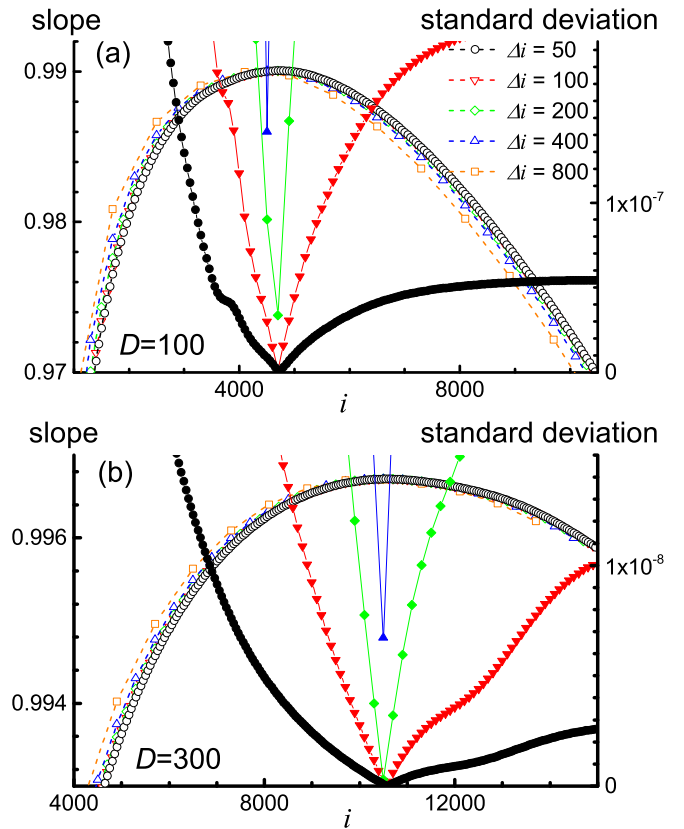 slope standard deviation
(a)
Δi = 50
Δi = 100
Δi = 200
Δi = 400
Δi = 800
0.99
0.98
0.97
1x10-7
0
D=100
4000 6000 8000
i
slope standard deviation
(b)
0.996
0.994
1x10-8
0
D=300
4000 8000 12000
i